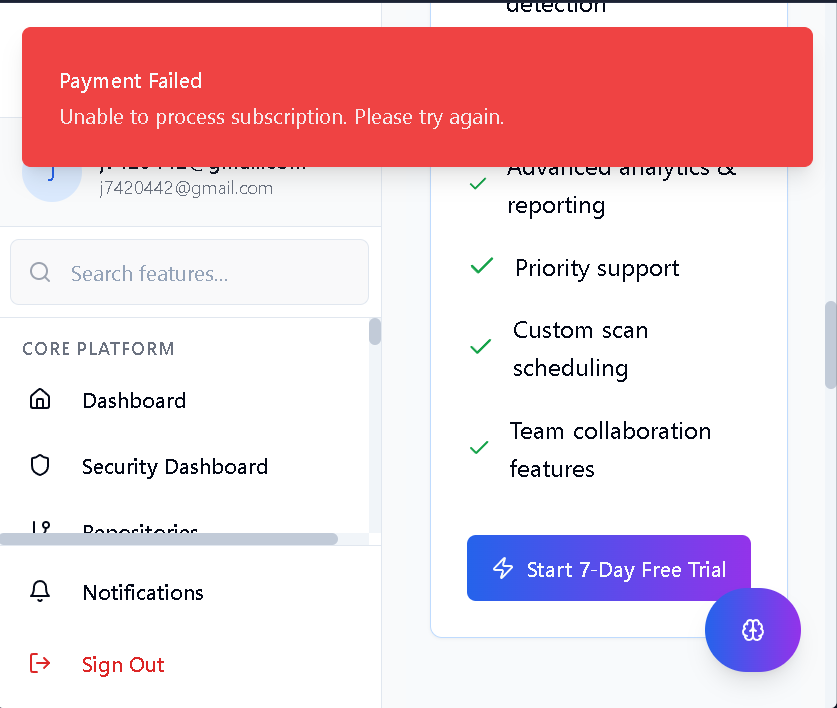 Payment Failed
Unable to process subscription. Please try again.
J
j7420442@gmail.com
j7420442@gmail.com
Search features...
CORE PLATFORM
Dashboard
Security Dashboard
Repositories
Notifications
Sign Out
detection
Advanced analytics &
reporting
Priority support
Custom scan
scheduling
Team collaboration
features
Start 7-Day Free Trial